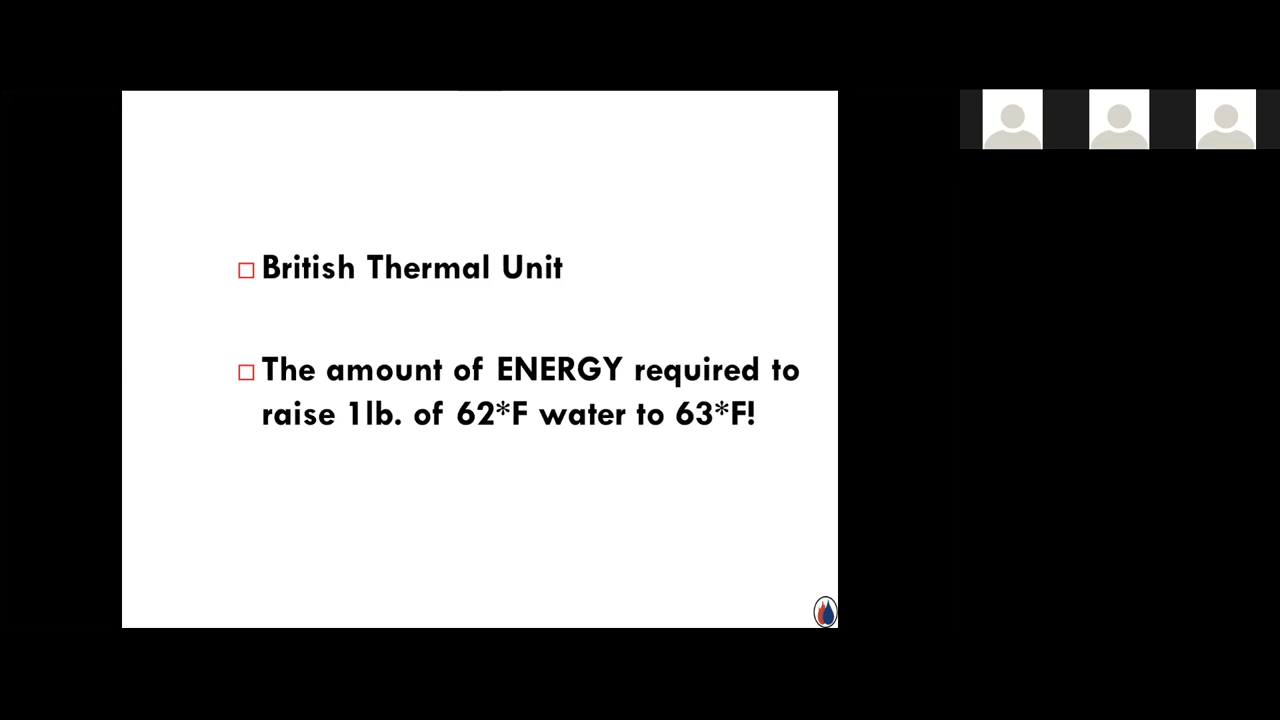 British Thermal Unit
The amount of ENERGY required to
raise 1lb. of 62*F water to 63*F!